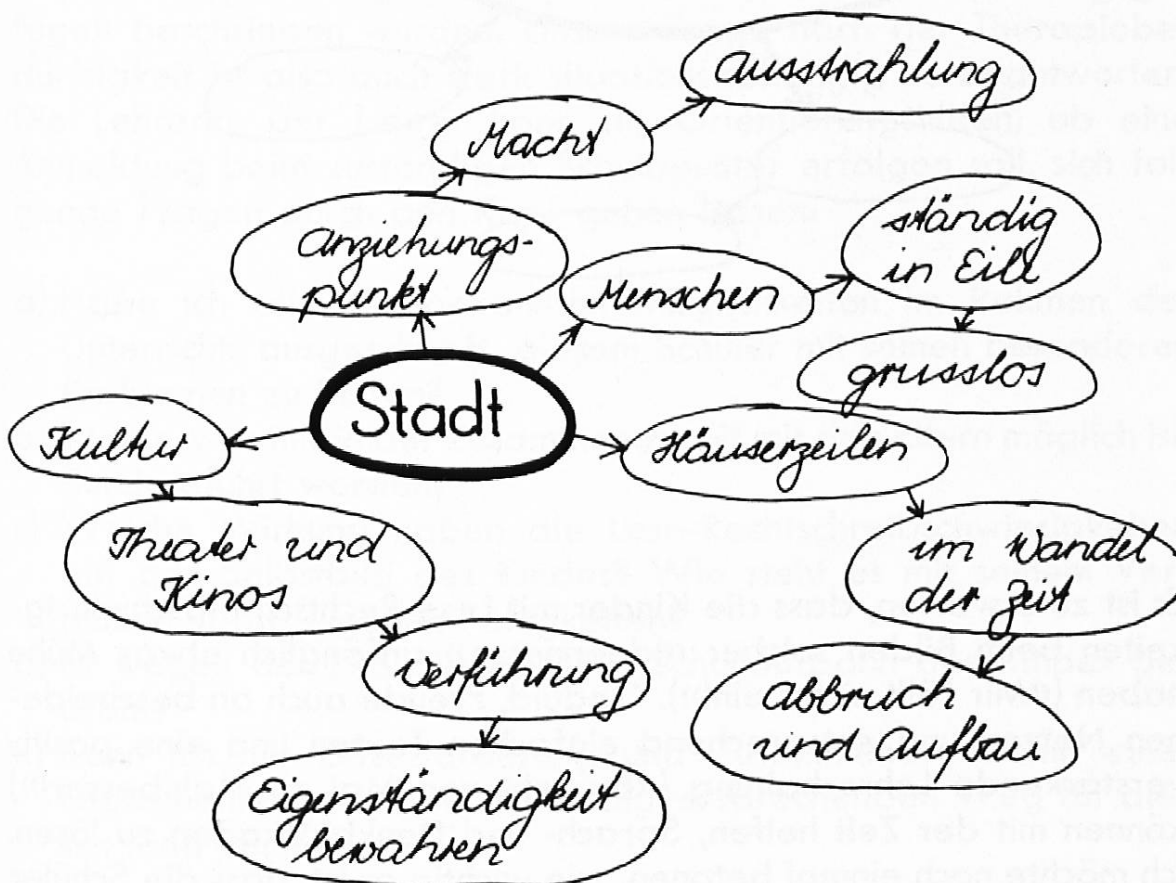 Ausstrahlung
Macht
Anziehungs-
punkt
Menschen
ständig
in Eile
grusslos
Stadt
Kultur
Häuserzeilen
Theater und
Kinos
im Wandel
der Zeit
Verführung
Abbruch
und Aufbau
Eigenständigkeit
bewahren